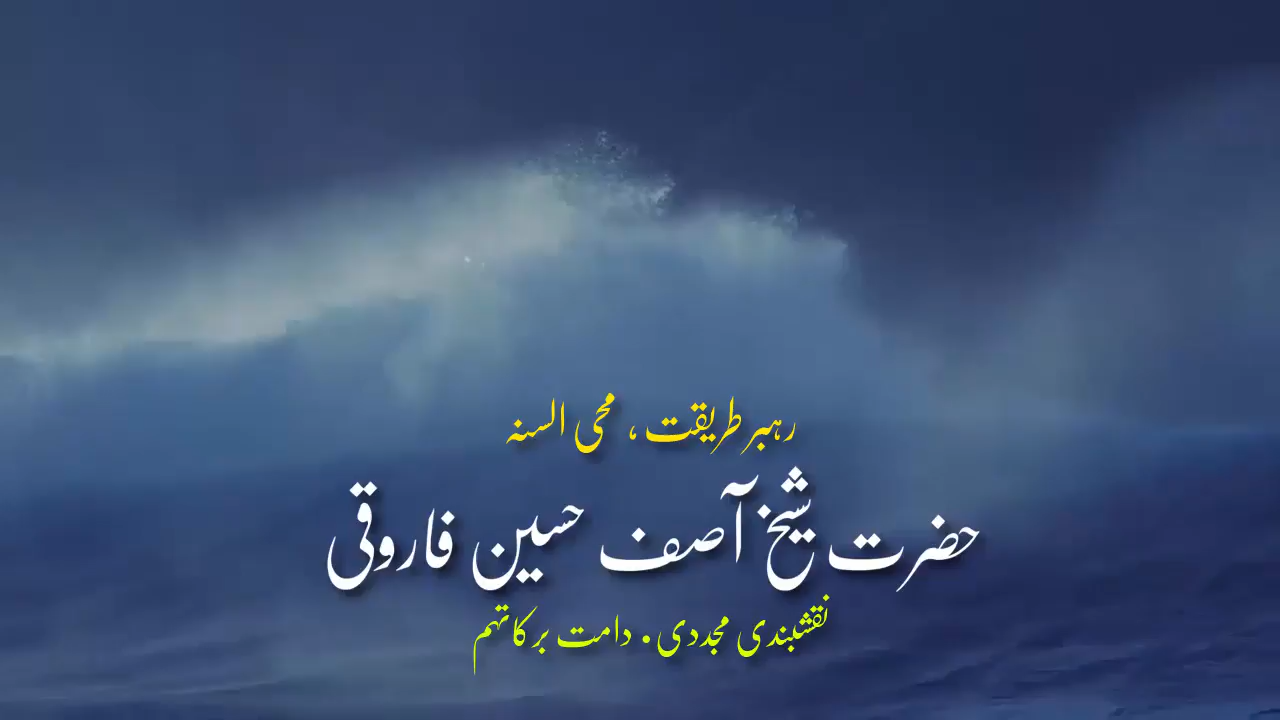 رہبر طریقت ، محی السنہ
حضرت شیخ آصف حسین فاروقی
نقشبندی مجددی . دامت برکاتہم